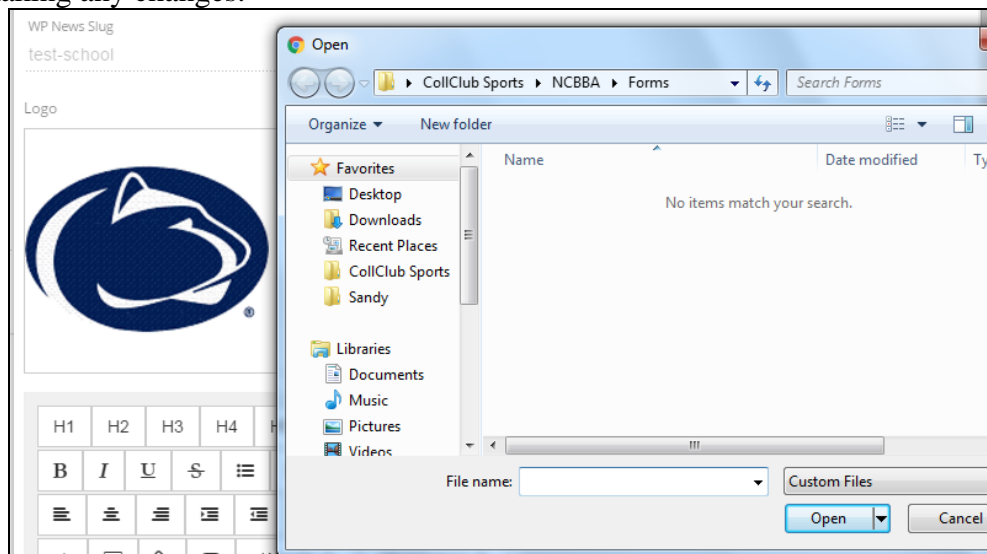 WP News Slug
test-school
Logo
®
H1 H2 H3 H4
B I U S
Open
CollClub Sports NCBBA Forms
Search Forms
Organize New folder
Name Date modified
No items match your search.
Favorites
Desktop
Downloads
Recent Places
CollClub Sports
Sandy
Libraries
Documents
Music
Pictures
Videos
File name:
Custom Files
Open Cancel